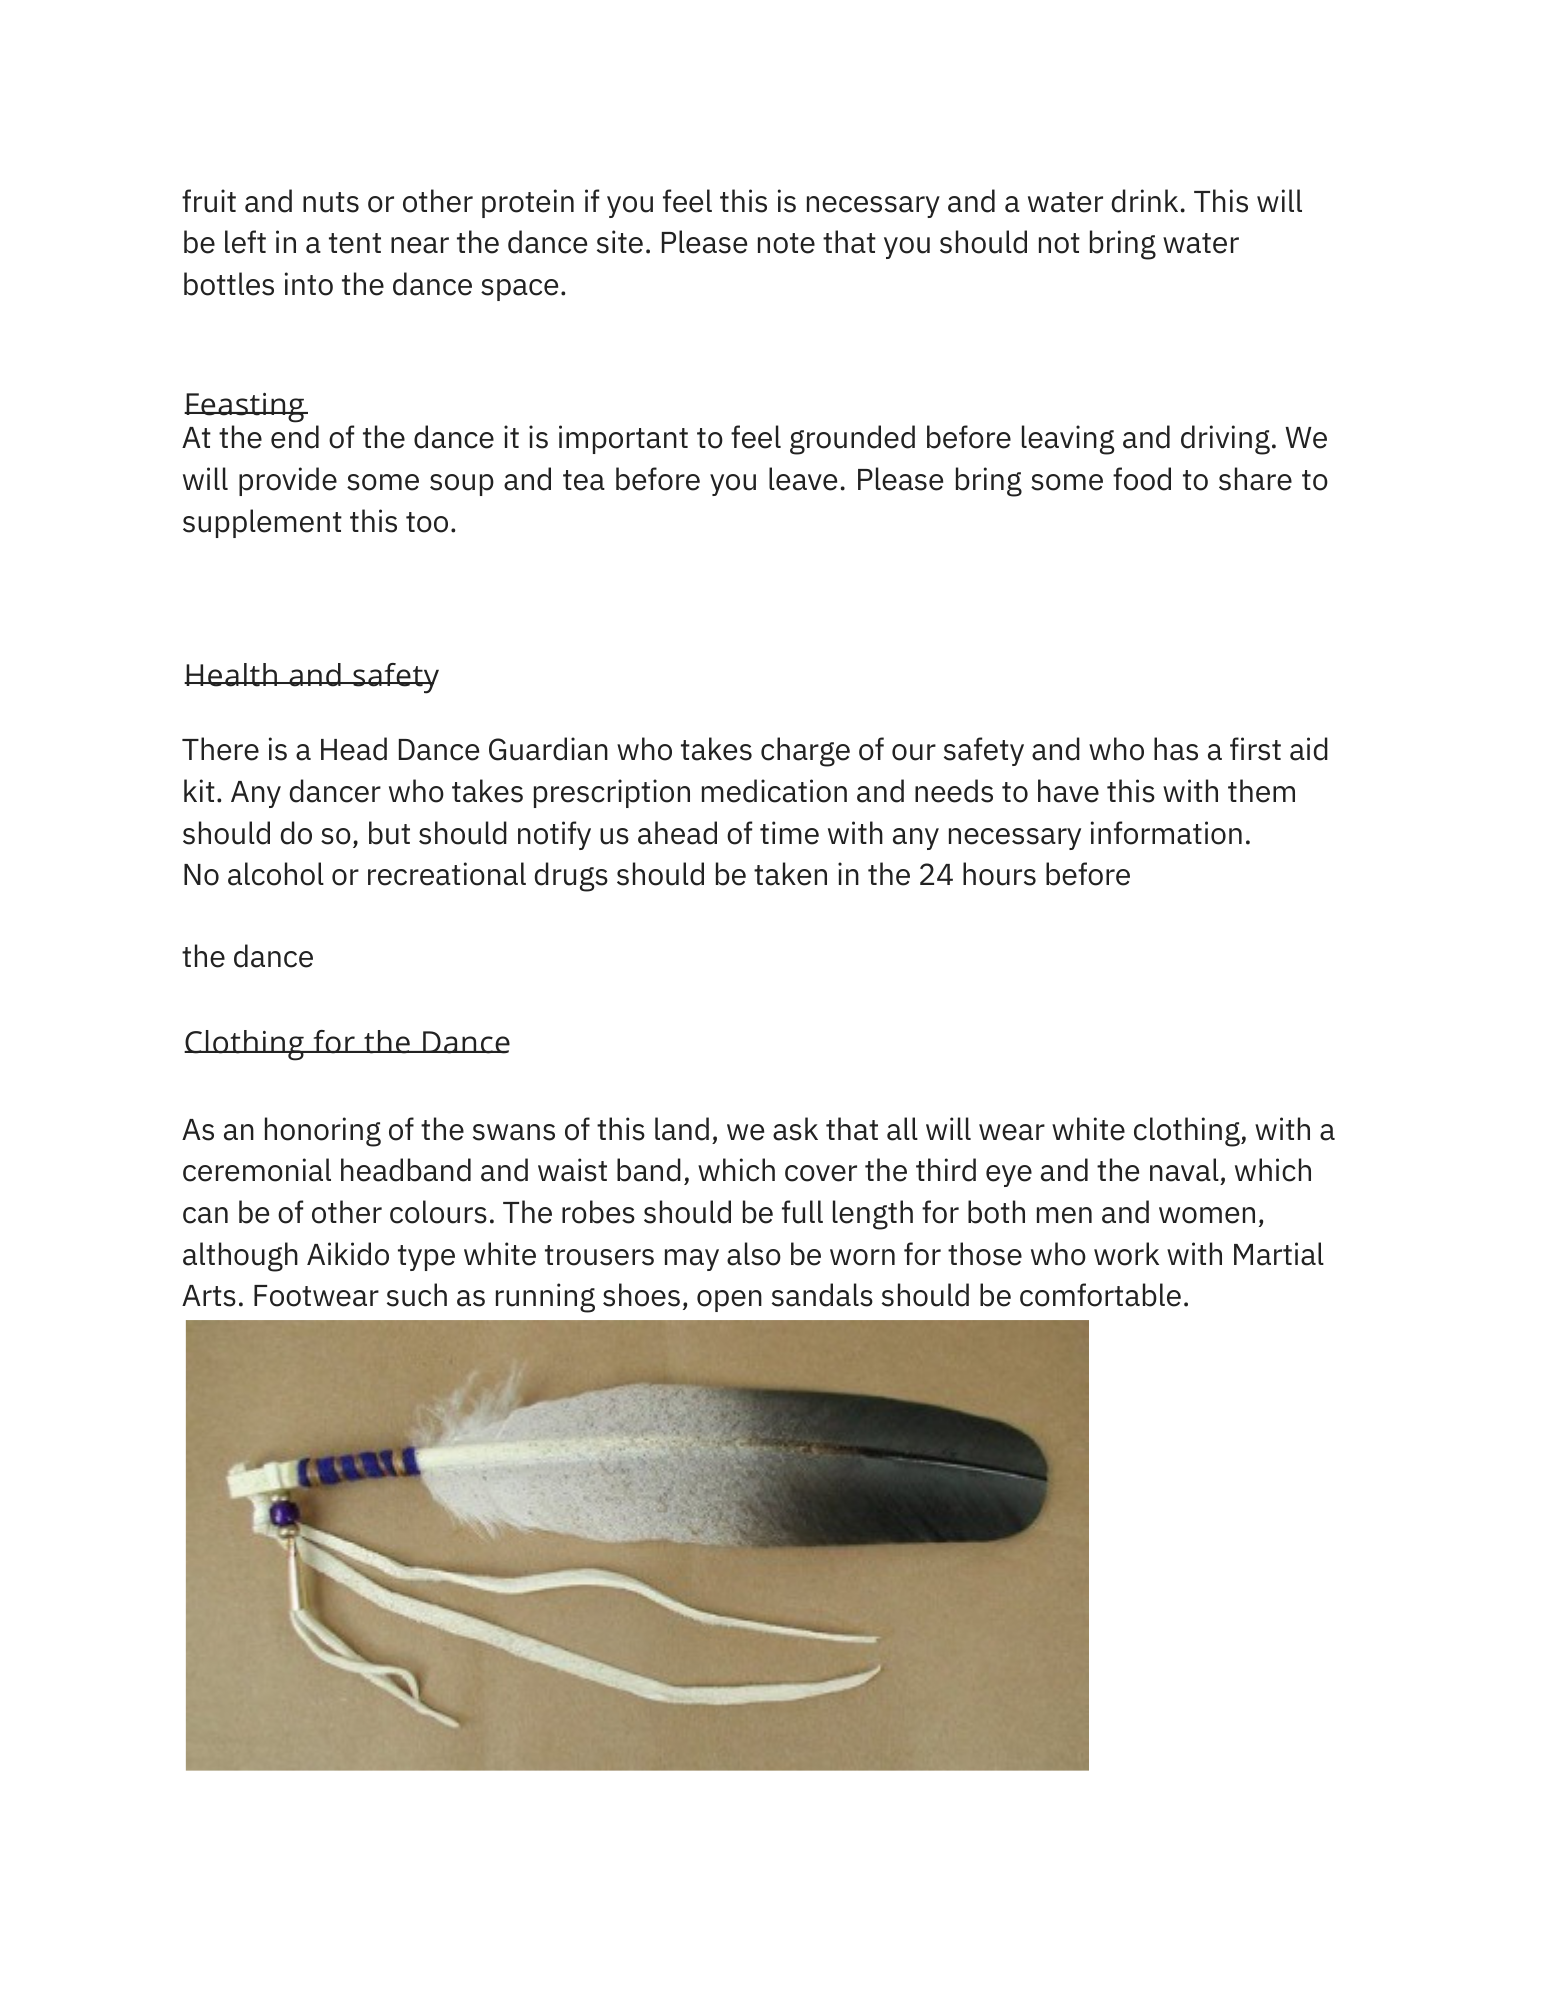 fruit and nuts or other protein if you feel this is necessary and a water drink. This will
be left in a tent near the dance site. Please note that you should not bring water
bottles into the dance space.
Feasting
At the end of the dance it is important to feel grounded before leaving and driving. We
will provide some soup and tea before you leave. Please bring some food to share to
supplement this too.
Health and safety
There is a Head Dance Guardian who takes charge of our safety and who has a first aid
kit. Any dancer who takes prescription medication and needs to have this with them
should do so, but should notify us ahead of time with any necessary information.
No alcohol or recreational drugs should be taken in the 24 hours before
the dance
Clothing for the Dance
As an honoring of the swans of this land, we ask that all will wear white clothing, with a
ceremonial headband and waist band, which cover the third eye and the naval, which
can be of other colours. The robes should be full length for both men and women,
although Aikido type white trousers may also be worn for those who work with Martial
Arts. Footwear such as running shoes, open sandals should be comfortable.